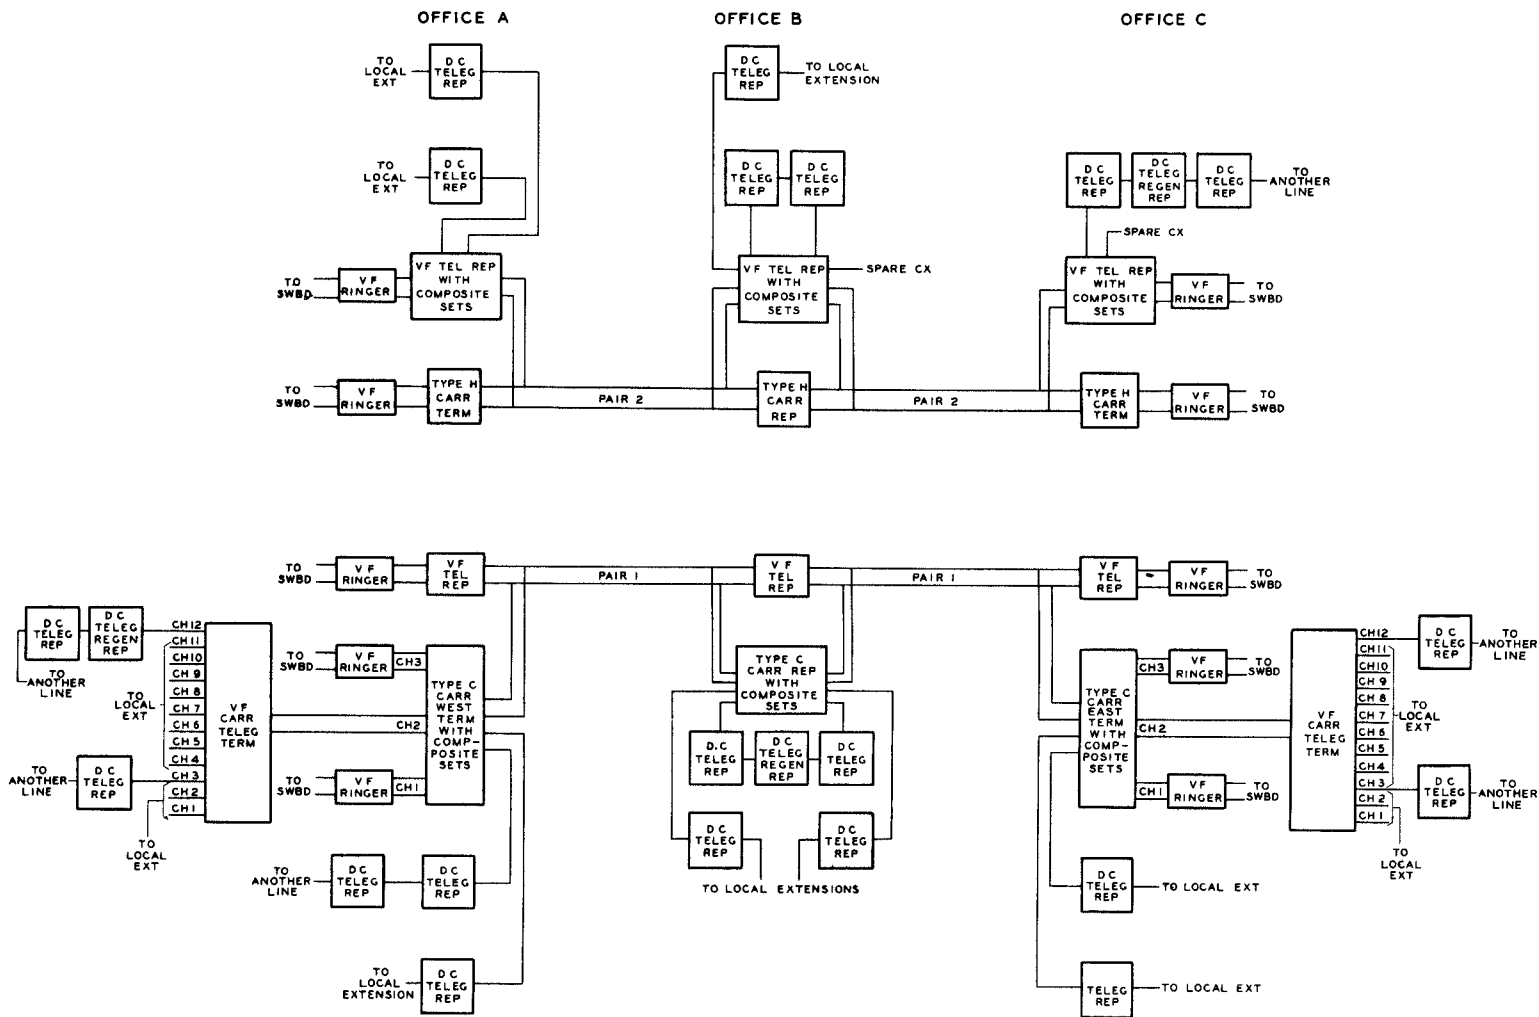 OFFICE A
OFFICE B
OFFICE C
TO
LOCAL
EXT
DC
TELEG
REP
TO
LOCAL
EXT
DC
TELEG
REP
TO
SWBD
VF
RINGER
VF TEL REP
WITH
COMPOSITE
SETS
TO
SWBD
VF
RINGER
TYPE H
CARR
TERM
PAIR 2
DC
TELEG
REP
TO LOCAL
EXTENSION
DC
TELEG
REP
DC
TELEG
REP
VF TEL REP
WITH
COMPOSITE
SETS
SPARE CX
TYPE H
CARR
REP
PAIR 2
DC
TELEG
REP
DC
TELEG
REGEN
REP
DC
TELEG
REP
TO
ANOTHER
LINE
SPARE CX
VF TEL REP
WITH
COMPOSITE
SETS
VF
RINGER
TO
SWBD
TYPE H
CARR
TERM
VF
RINGER
TO
SWBD
TO
SWBD
VF
RINGER
VF
TEL
REP
PAIR 1
VF
TEL
REP
PAIR 1
VF
TEL
REP
VF
RINGER
TO
SWBD
DC
TELEG
REP
DC
TELEG
REGEN
REP
TO
ANOTHER
LINE
CH12
CH11
CH10
CH 9
CH 8
CH 7
CH 6
CH 5
CH 4
CH 3
CH 2
CH 1
TO
LOCAL
EXT
VF
CARR
TELEG
TERM
TO
ANOTHER
LINE
DC
TELEG
REP
TO
LOCAL
EXT
TO
SWBD
VF
RINGER
CH3
CH2
TO
SWBD
VF
RINGER
CH1
TYPE C
CARR
WEST
TERM
WITH
COMP-
POSITE
SETS
TO
ANOTHER
LINE
DC
TELEG
REP
DC
TELEG
REP
TO
LOCAL
EXTENSION
DC
TELEG
REP
TYPE C
CARR REP
WITH
COMPOSITE
SETS
D.C
TELEG
REP
DC
TELEG
REGEN
REP
DC
TELEG
REP
DC
TELEG
REP
DC
TELEG
REP
TO LOCAL EXTENSIONS
TYPE C
CARR
EAST
TERM
WITH
COMP-
POSITE
SETS
CH3
VF
RINGER
TO
SWBD
CH2
CH1
VF
RINGER
TO
SWBD
DC
TELEG
REP
TO LOCAL EXT
TELEG
REP
TO LOCAL EXT
VF
CARR
TELEG
TERM
CH12
CH11
CH10
CH 9
CH 8
CH 7
CH 6
CH 5
CH 4
CH 3
CH 2
CH 1
TO
LOCAL
EXT
DC
TELEG
REP
TO
ANOTHER
LINE
DC
TELEG
REP
TO
ANOTHER
LINE
TO
LOCAL
EXT